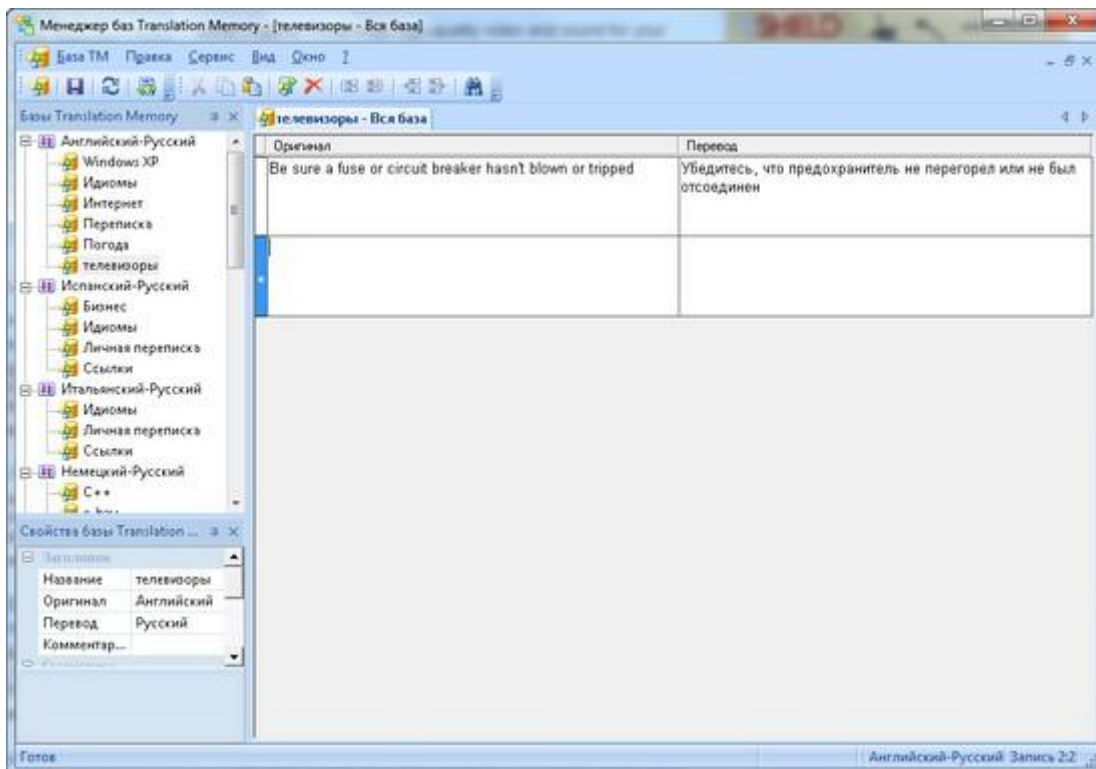 Менеджер баз Translation Memory - [телевизоры - Вся база]
SHIELD
База ТМ Правка Сервис Вид Окно ?
Базы Translation Memory
телевизоры - Вся база
Английский-Русский
Windows XP
Идиомы
Интернет
Переписка
Погода
телевизоры
Испанский-Русский
Бизнес
Идиомы
Личная переписка
Ссылки
Итальянский-Русский
Идиомы
Личная переписка
Ссылки
Немецкий-Русский
C++
Оригинал Перевод
Be sure a fuse or circuit breaker hasn't blown or tripped
Убедитесь, что предохранитель не перегорел или не был
отсоединен
Свойства базы Translation ...
Заголовок
Название телевизоры
Оригинал Английский
Перевод Русский
Комментар...
Готов
Английский-Русский Запись 2:2